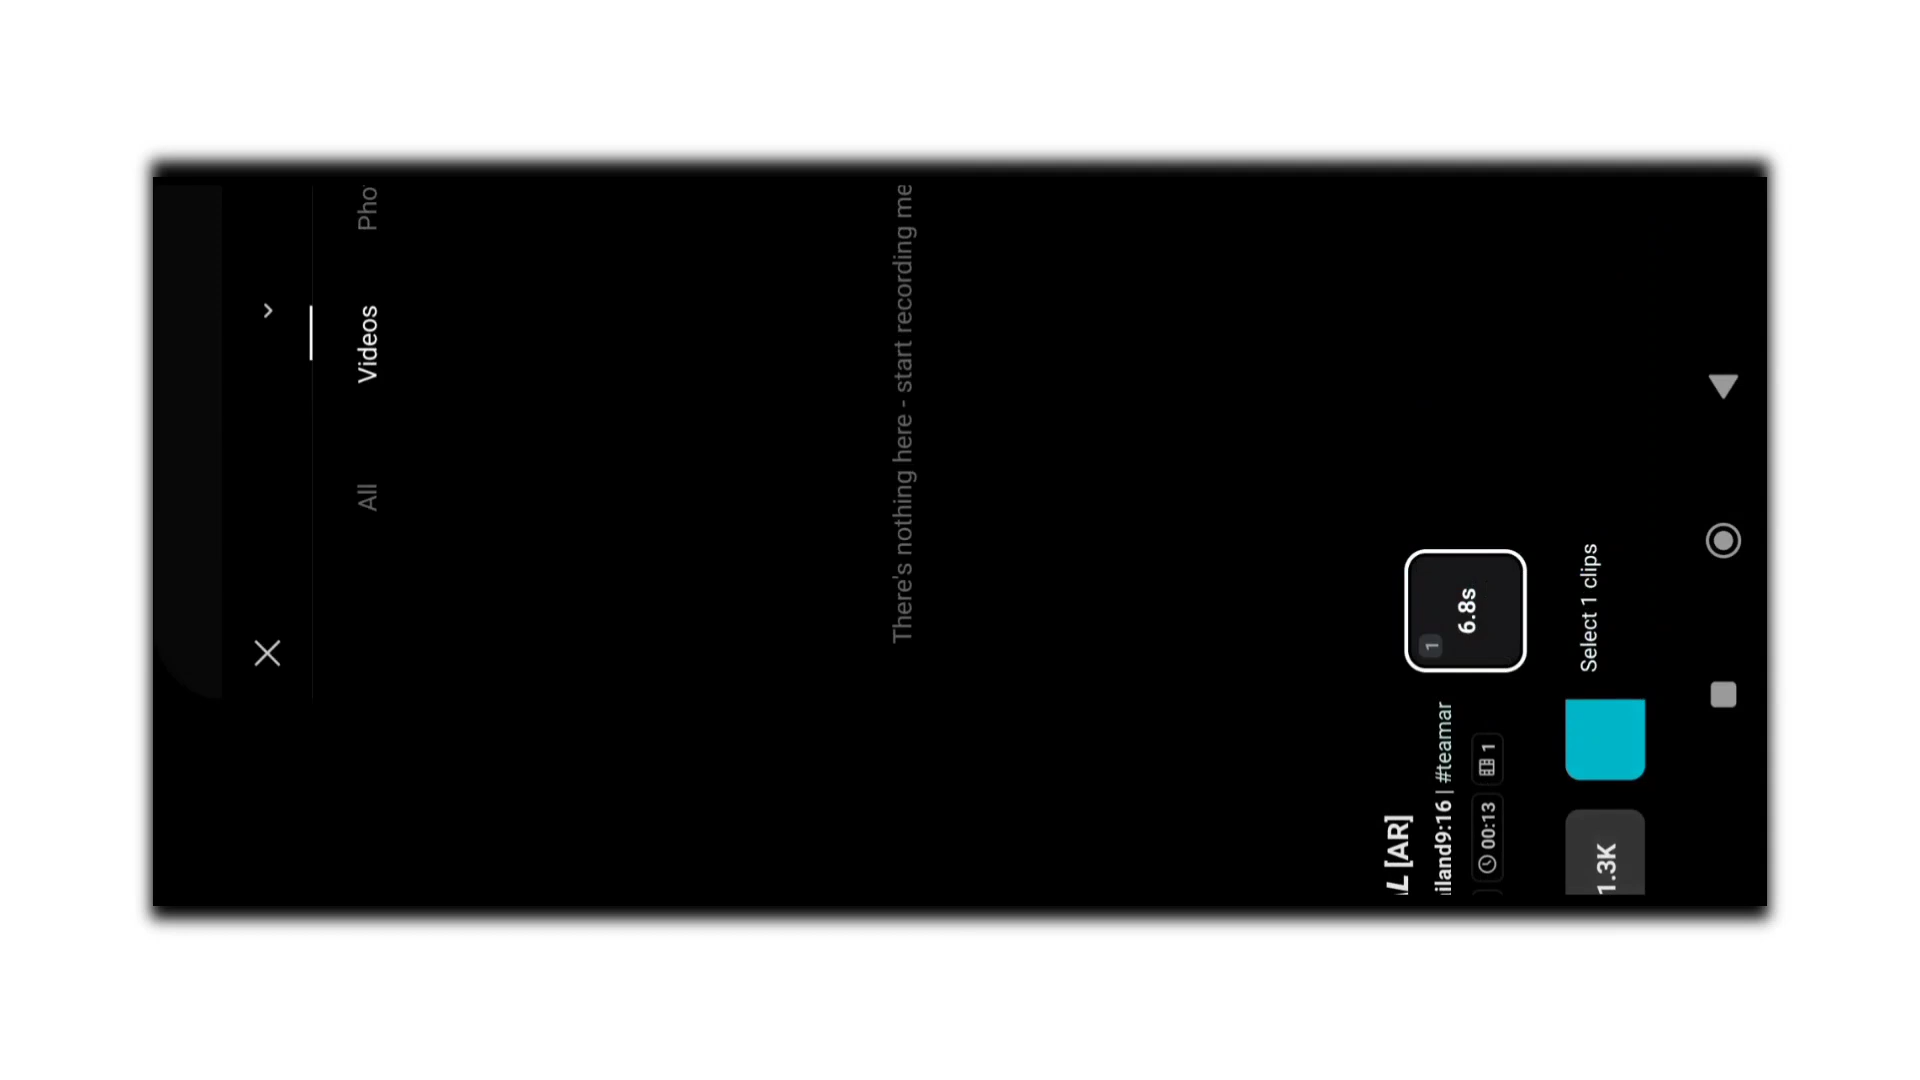 All
Videos
Pho
There's nothing here - start recording me
1
6.8s
Select 1 clips
[AR]
iland9:16 | #teamar
00:13
1
1.3K